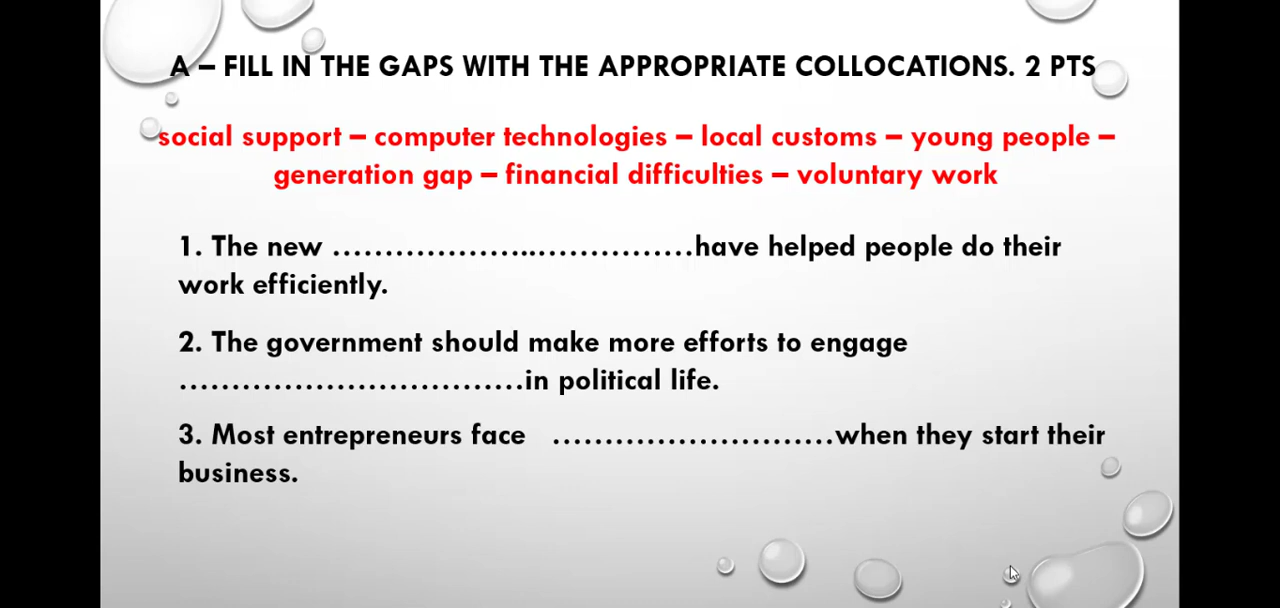 A – FILL IN THE GAPS WITH THE APPROPRIATE COLLOCATIONS. 2 PTS
social support – computer technologies – local customs – young people –
generation gap – financial difficulties – voluntary work
1. The new ………………..……………have helped people do their
work efficiently.
2. The government should make more efforts to engage
……………………………in political life.
3. Most entrepreneurs face ………………………when they start their
business.